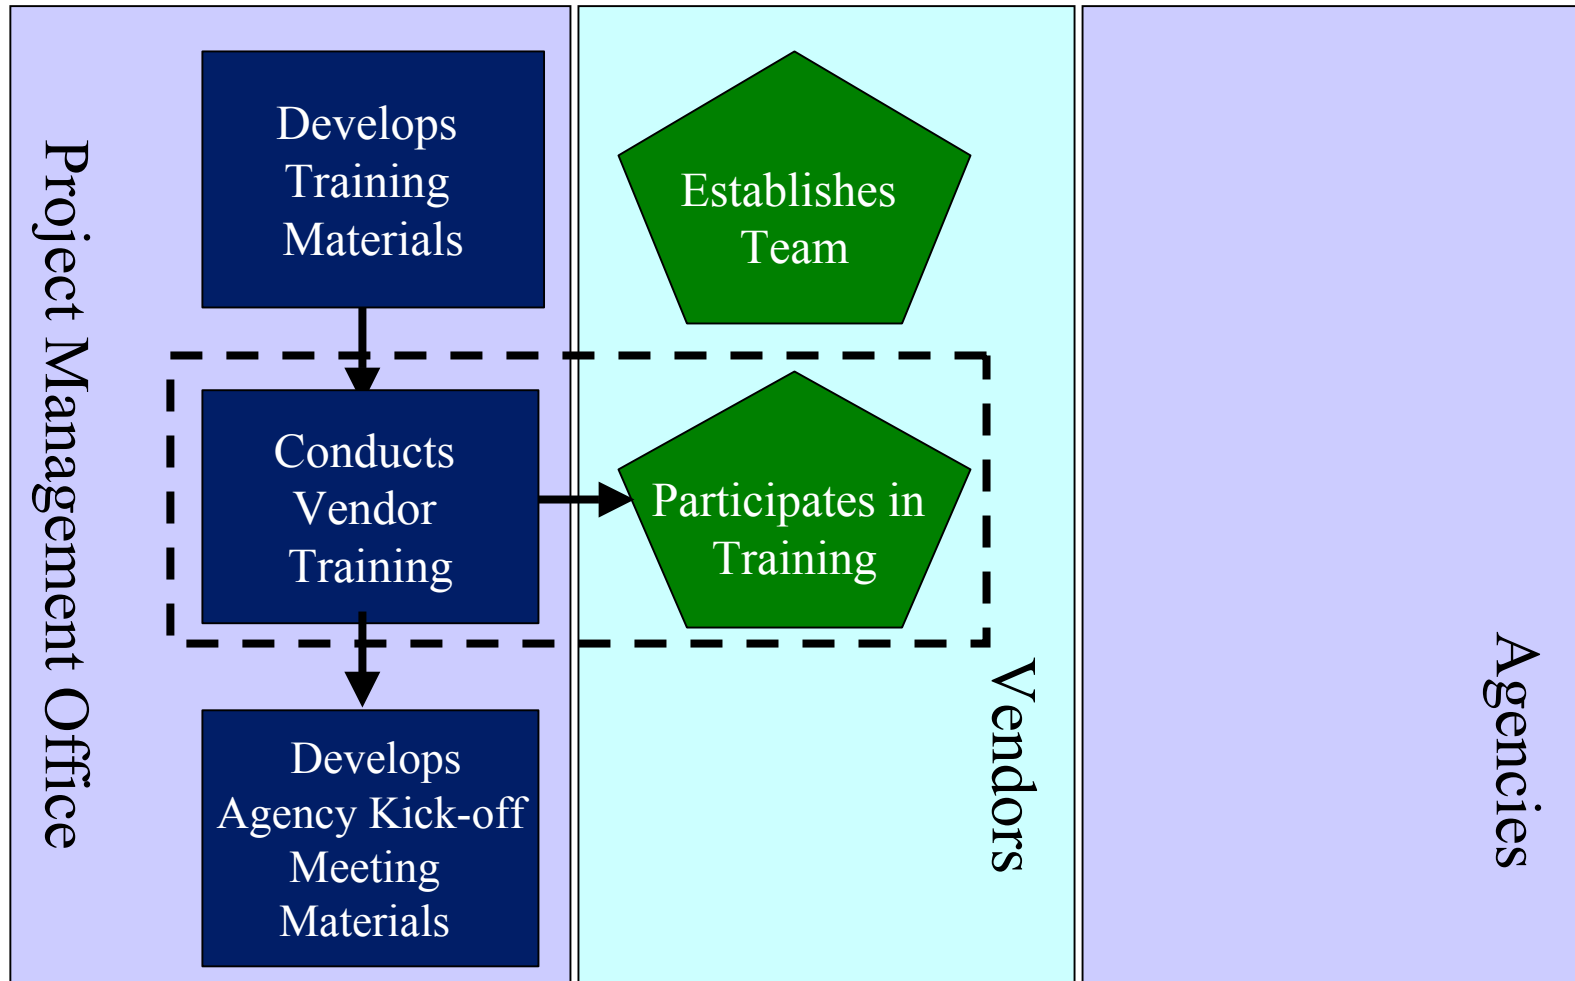 Project Management Office
Develops
Training
Materials
Conducts
Vendor
Training
Develops
Agency Kick-off
Meeting
Materials
Establishes
Team
Participates in
Training
Vendors
Agencies